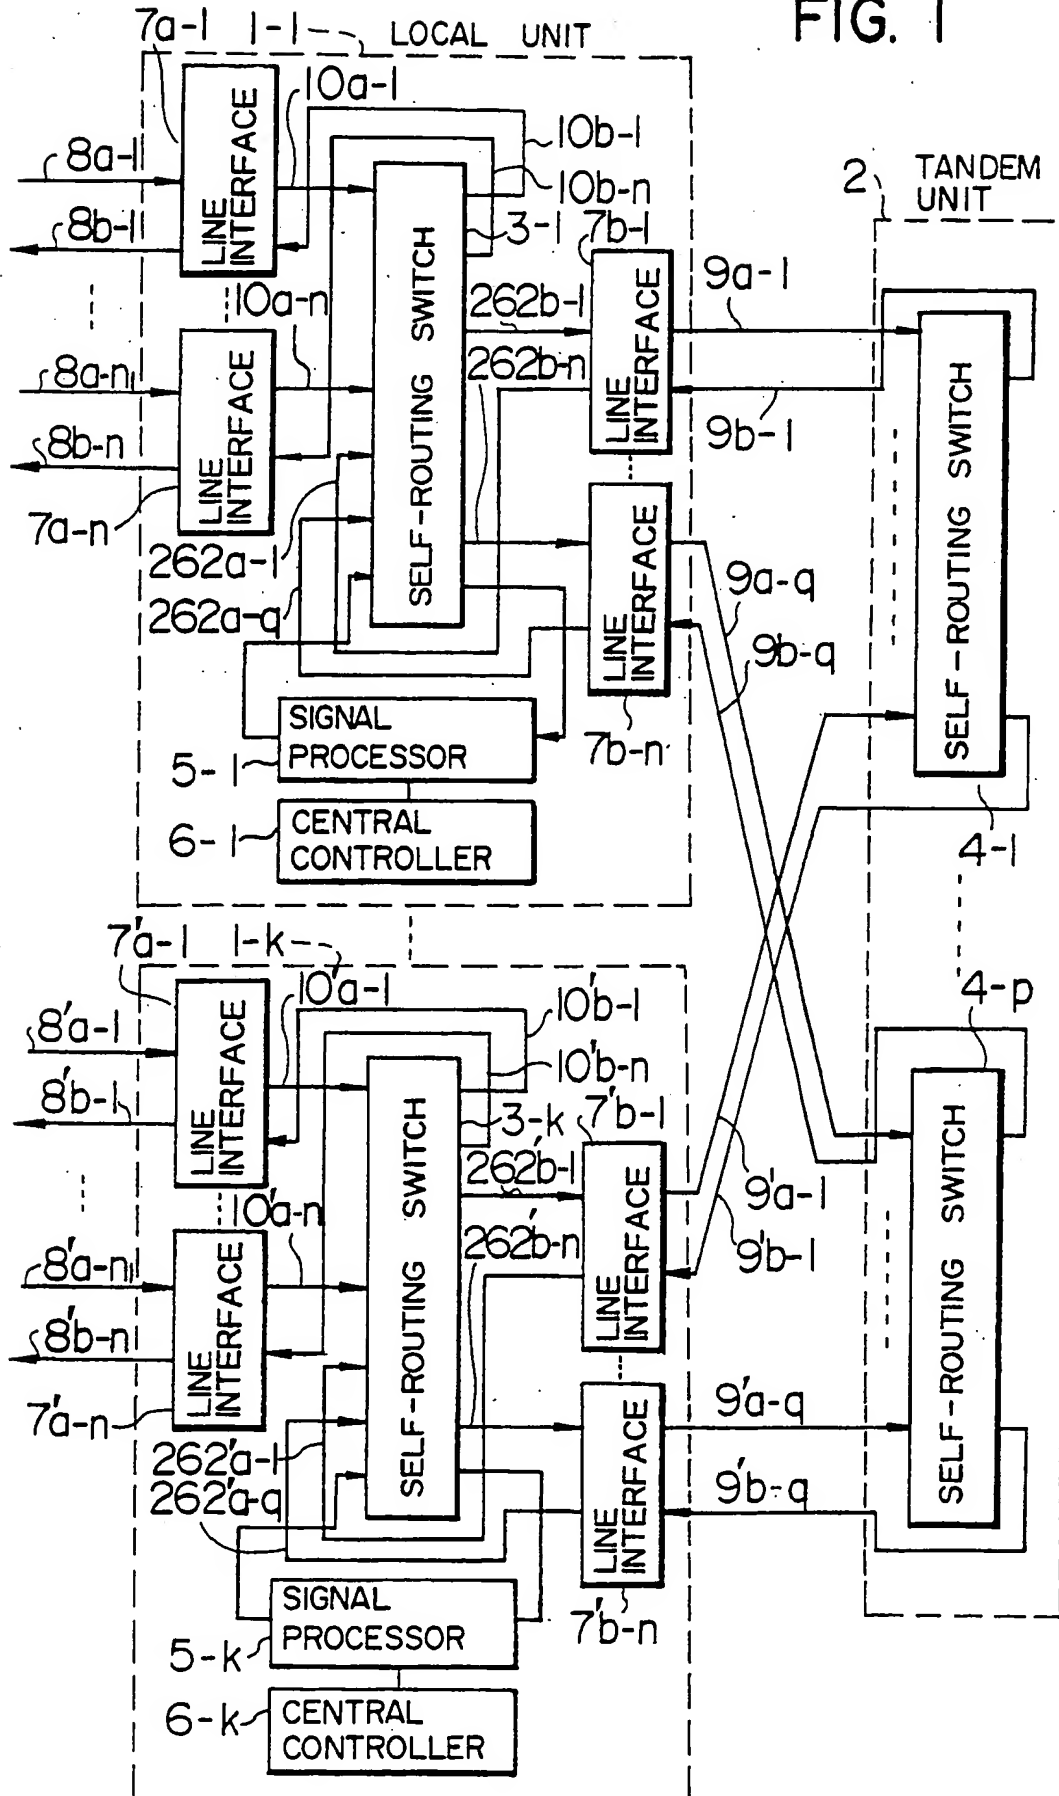 FIG. 1
7a-1
1-1
LOCAL UNIT
10a-1
10b-1
8a-1
LINE INTERFACE
10b-n
2
TANDEM UNIT
8b-1
3-1
7b-1
9a-1
10a-n
262b-1
SELF-ROUTING SWITCH
LINE INTERFACE
262b-n
8a-n
LINE INTERFACE
9b-1
SELF-ROUTING SWITCH
8b-n
7a-n
262a-1
9a-q
262a-q
LINE INTERFACE
9b-q
SIGNAL PROCESSOR
7b-n
5-1
6-1
CENTRAL CONTROLLER
4-1
7'a-1
1-k
10'a-1
10'b-1
4-p
8'a-1
LINE INTERFACE
10'b-n
8'b-1
3-k
7'b-1
262'b-1
9'a-1
10'a-n
262'b-n
9'b-1
SELF-ROUTING SWITCH
LINE INTERFACE
SELF-ROUTING SWITCH
8'a-n
LINE INTERFACE
8'b-n
7'a-n
9'a-q
262'a-1
9'b-q
262'a-q
LINE INTERFACE
SIGNAL PROCESSOR
7'b-n
5-k
6-k
CENTRAL CONTROLLER